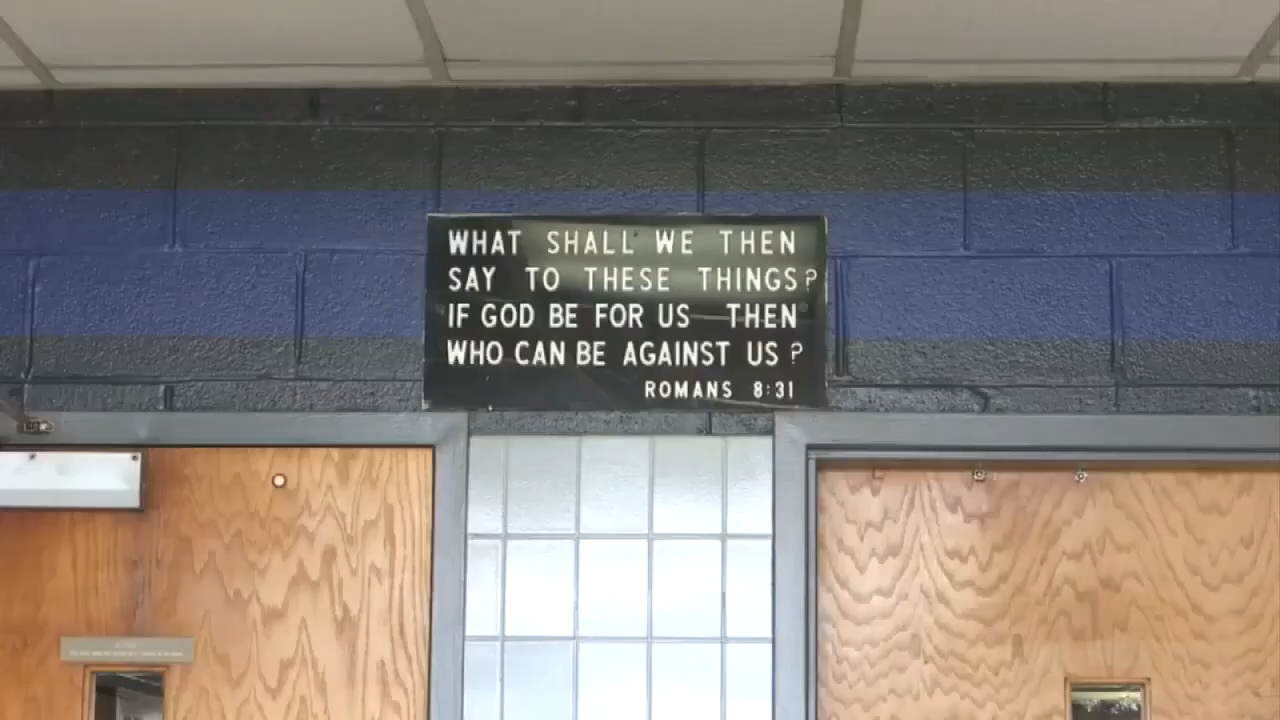 WHAT SHALL WE THEN
SAY TO THESE THINGS?
IF GOD BE FOR US THEN
WHO CAN BE AGAINST US?
ROMANS 8:31